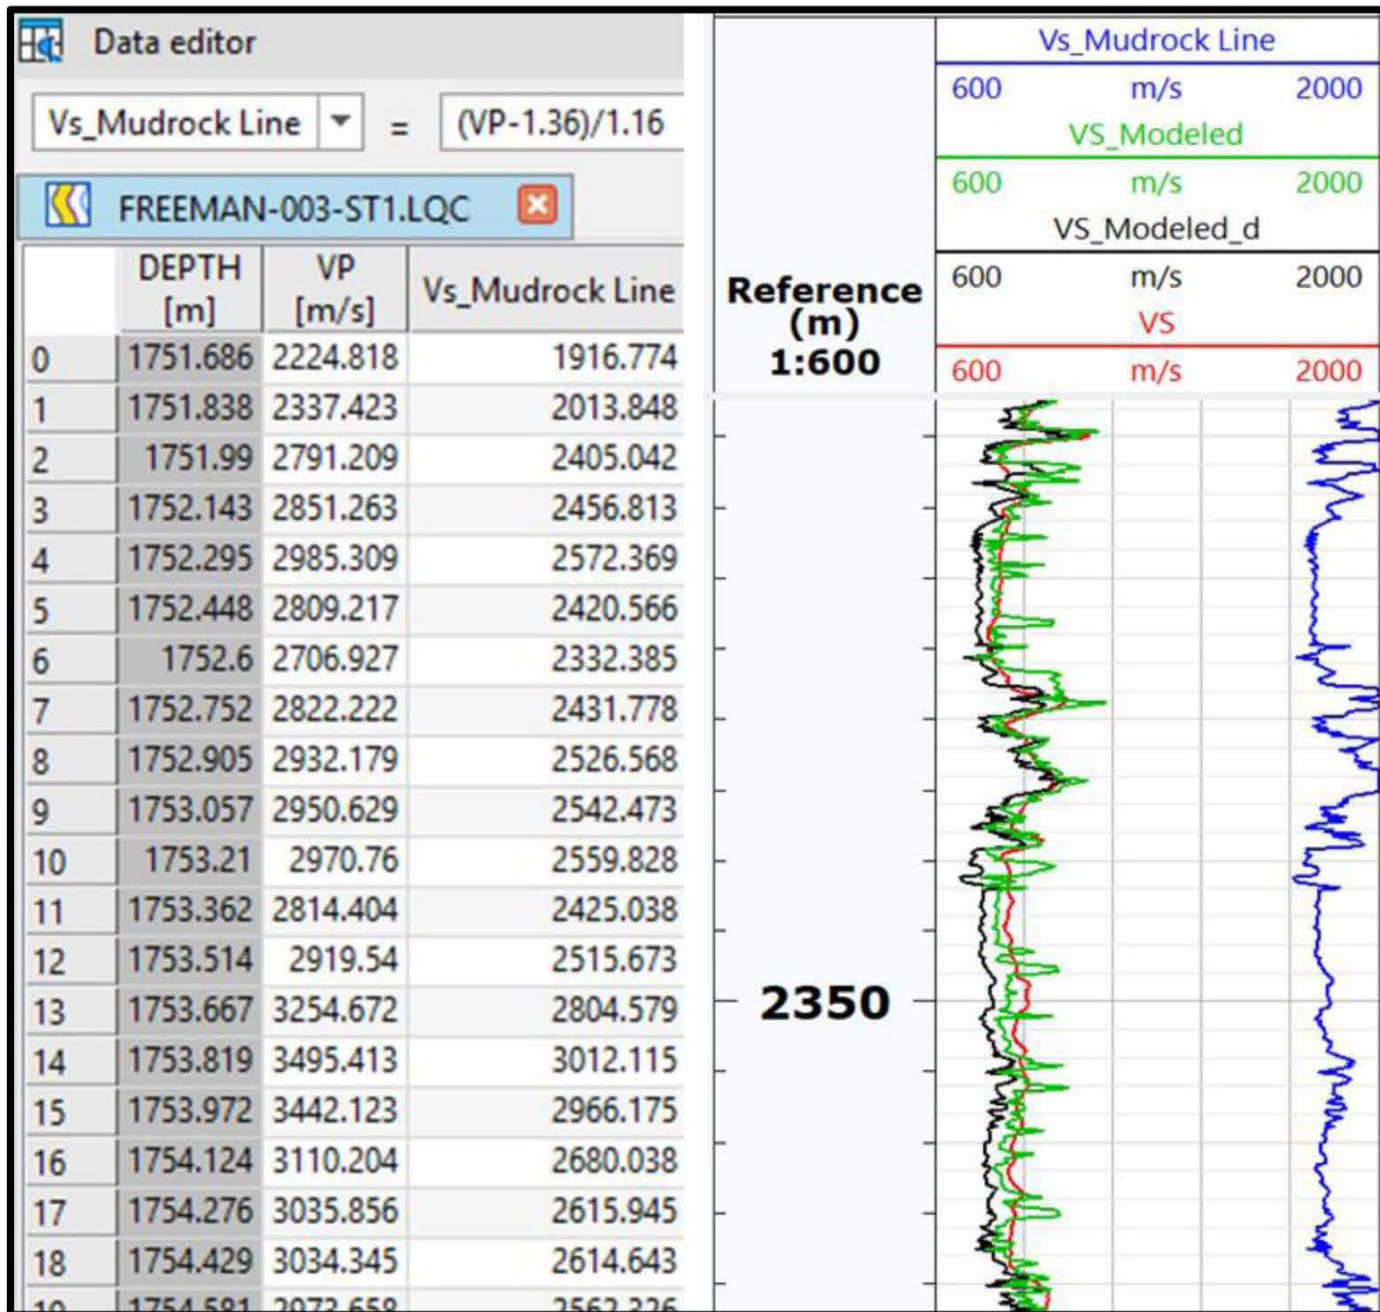 Data editor
Vs_Mudrock Line = (VP-1.36)/1.16
FREEMAN-003-ST1.LQC
DEPTH [m] VP [m/s] Vs_Mudrock Line
0 1751.686 2224.818 1916.774
1 1751.838 2337.423 2013.848
2 1751.99 2791.209 2405.042
3 1752.143 2851.263 2456.813
4 1752.295 2985.309 2572.369
5 1752.448 2809.217 2420.566
6 1752.6 2706.927 2332.385
7 1752.752 2822.222 2431.778
8 1752.905 2932.179 2526.568
9 1753.057 2950.629 2542.473
10 1753.21 2970.76 2559.828
11 1753.362 2814.404 2425.038
12 1753.514 2919.54 2515.673
13 1753.667 3254.672 2804.579
14 1753.819 3495.413 3012.115
15 1753.972 3442.123 2966.175
16 1754.124 3110.204 2680.038
17 1754.276 3035.856 2615.945
18 1754.429 3034.345 2614.643
19 1754.581 2973.658 2562.326
Reference
(m)
1:600
Vs_Mudrock Line
600 m/s 2000
VS_Modeled
600 m/s 2000
VS_Modeled_d
600 m/s 2000
VS
600 m/s 2000
2350